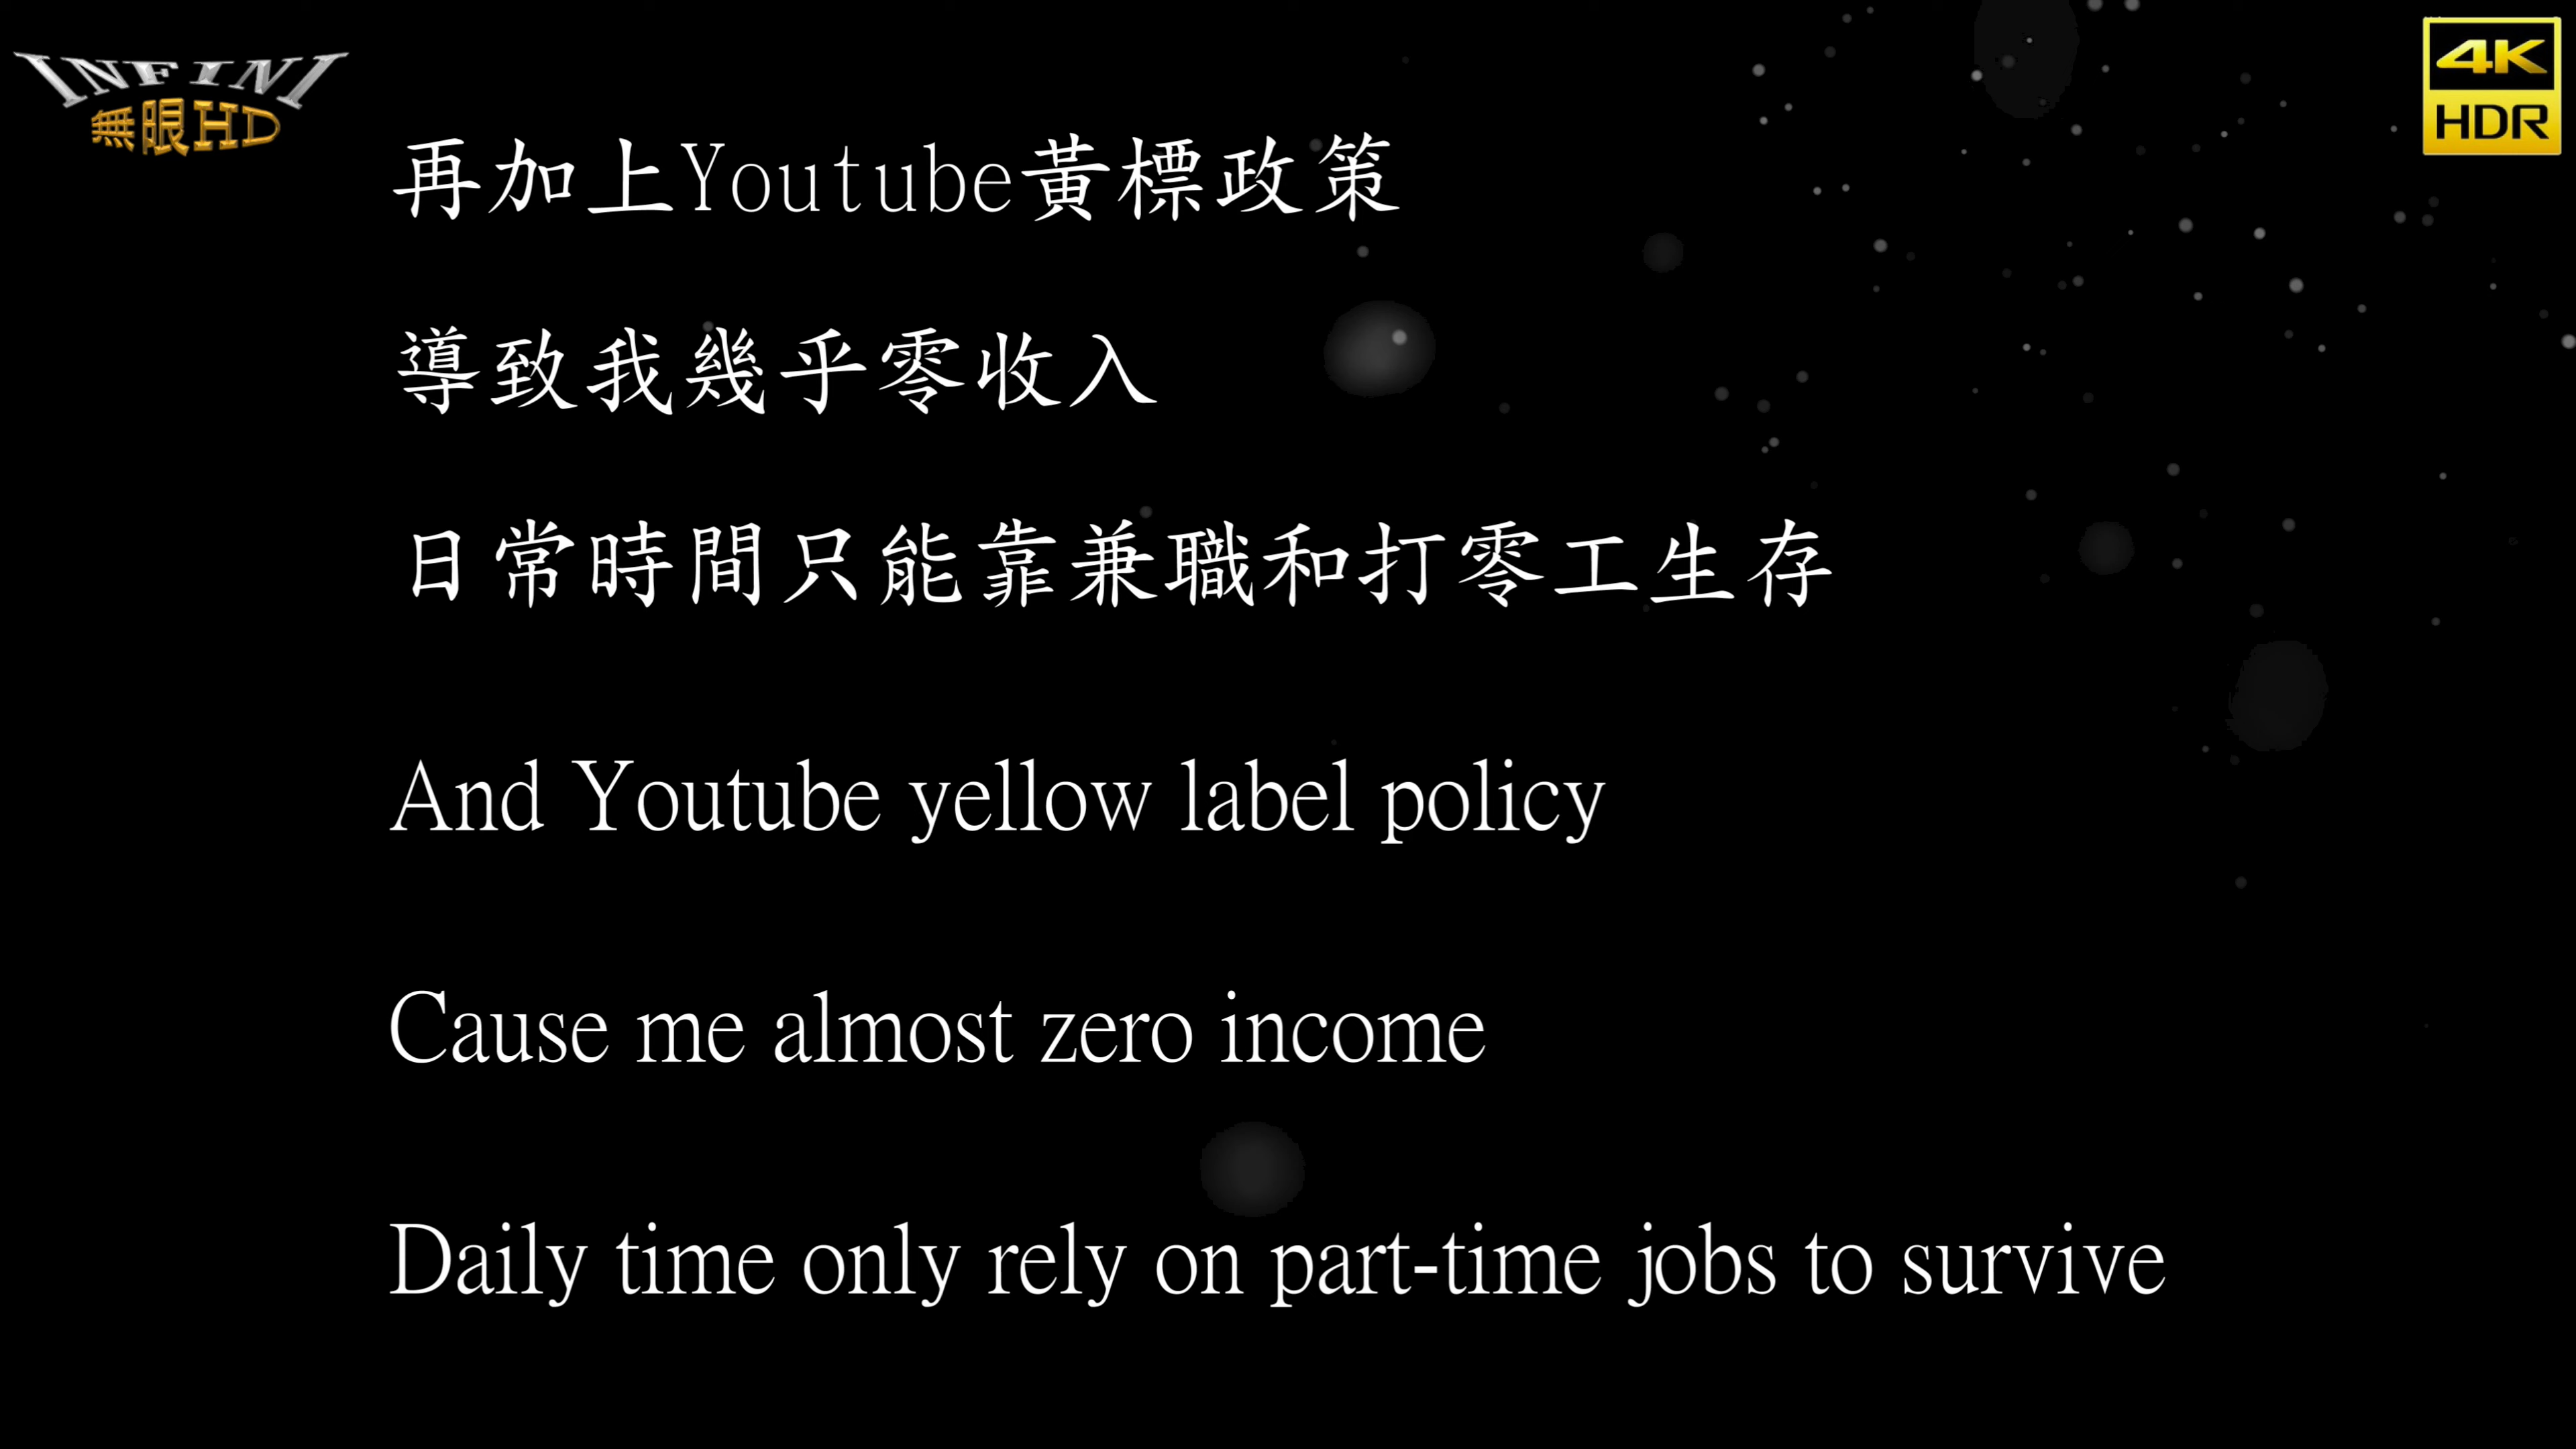 INFINI
無限HD
4K
HDR
再加上Youtube黃標政策
導致我幾乎零收入
日常時間只能靠兼職和打零工生存
And Youtube yellow label policy
Cause me almost zero income
Daily time only rely on part-time jobs to survive